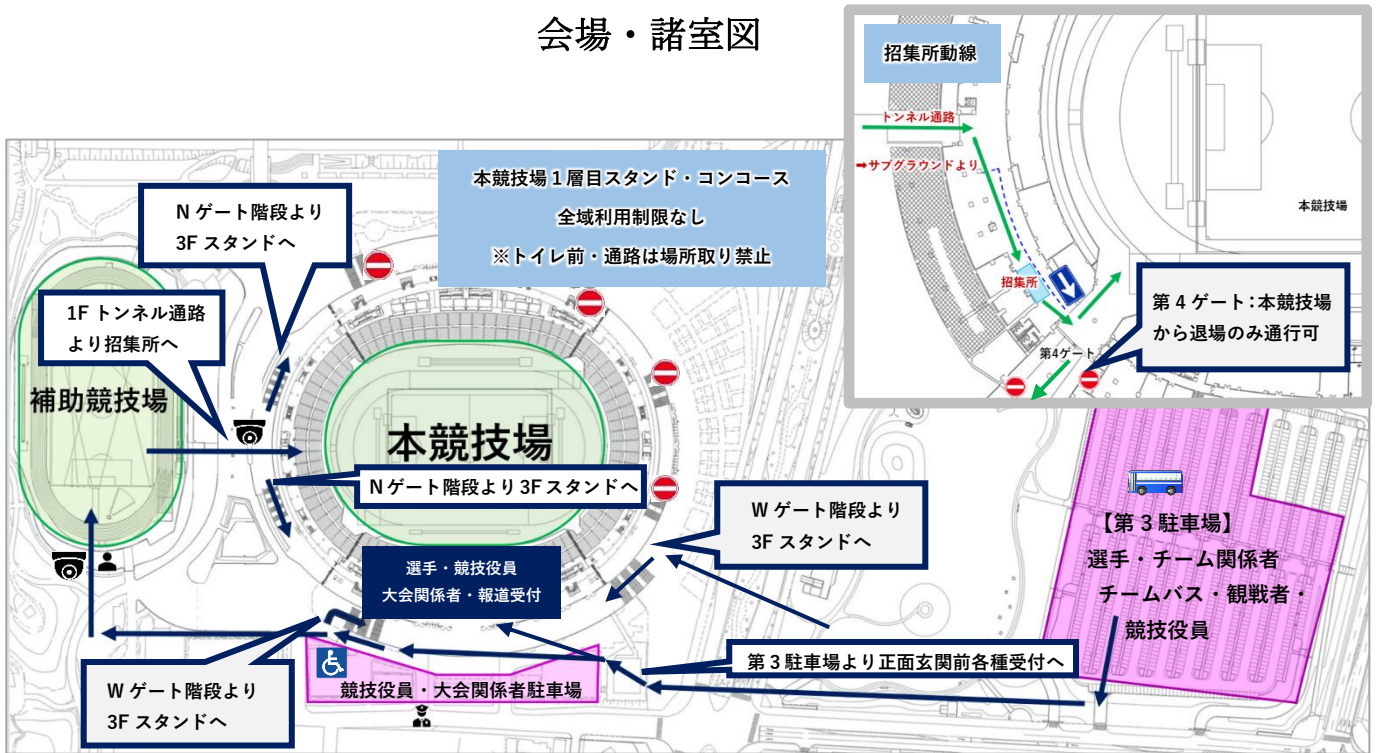 会場・諸室図
招集所動線
トンネル通路
➡サブグラウンドより
本競技場
招集所
第4ゲート
第4ゲート：本競技場
から退場のみ通行可
本競技場１層目スタンド・コンコース
全域利用制限なし
※トイレ前・通路は場所取り禁止
N ゲート階段より
3F スタンドへ
1F トンネル通路
より招集所へ
補助競技場
本競技場
N ゲート階段より 3F スタンドへ
W ゲート階段より
3F スタンドへ
選手・競技役員
大会関係者・報道受付
【第 3 駐車場】
選手・チーム関係者
チームバス・観戦者・
競技役員
第 3 駐車場より正面玄関前各種受付へ
競技役員・大会関係者駐車場
W ゲート階段より
3F スタンドへ